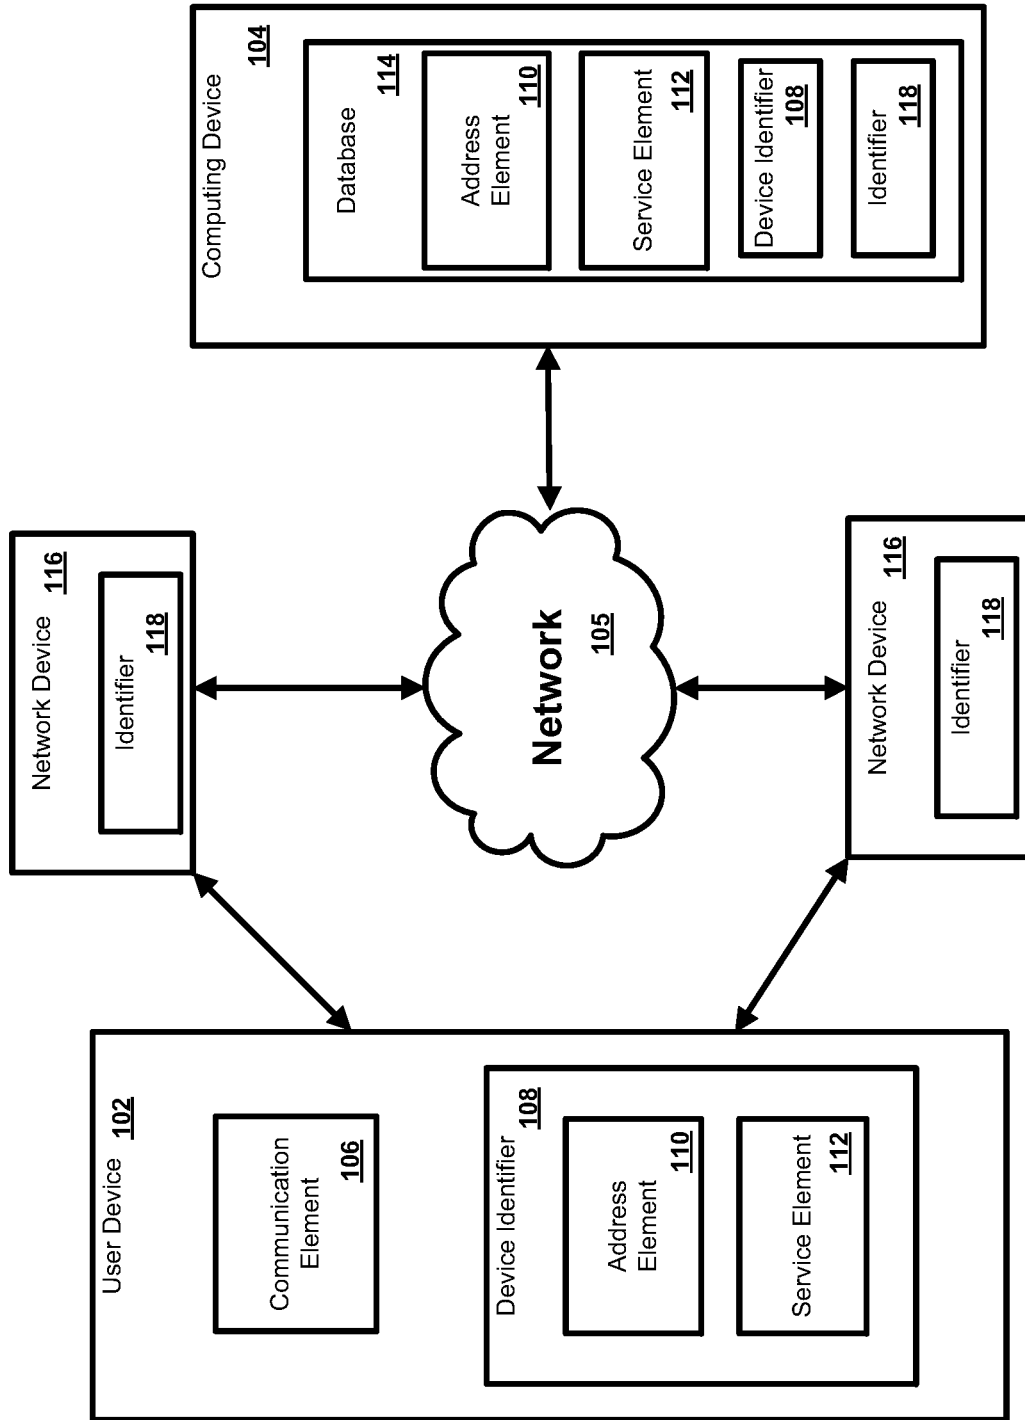 User Device
102
Communication
Element
106
Device Identifier
108
Address
Element
110
Service Element
112
Network Device
116
Identifier
118
Network
105
Network Device
116
Identifier
118
Computing Device
104
Database
114
Address
Element
110
Service Element
112
Device Identifier
108
Identifier
118